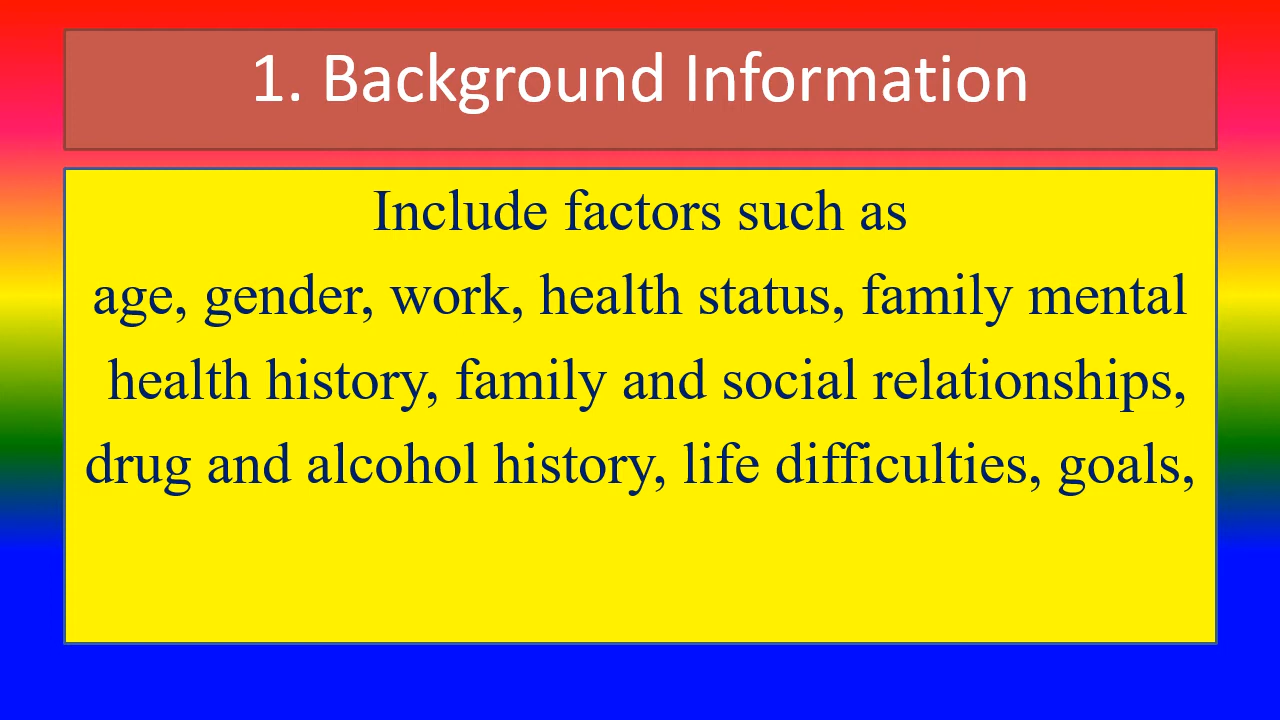 1. Background Information
Include factors such as
age, gender, work, health status, family mental
health history, family and social relationships,
drug and alcohol history, life difficulties, goals,